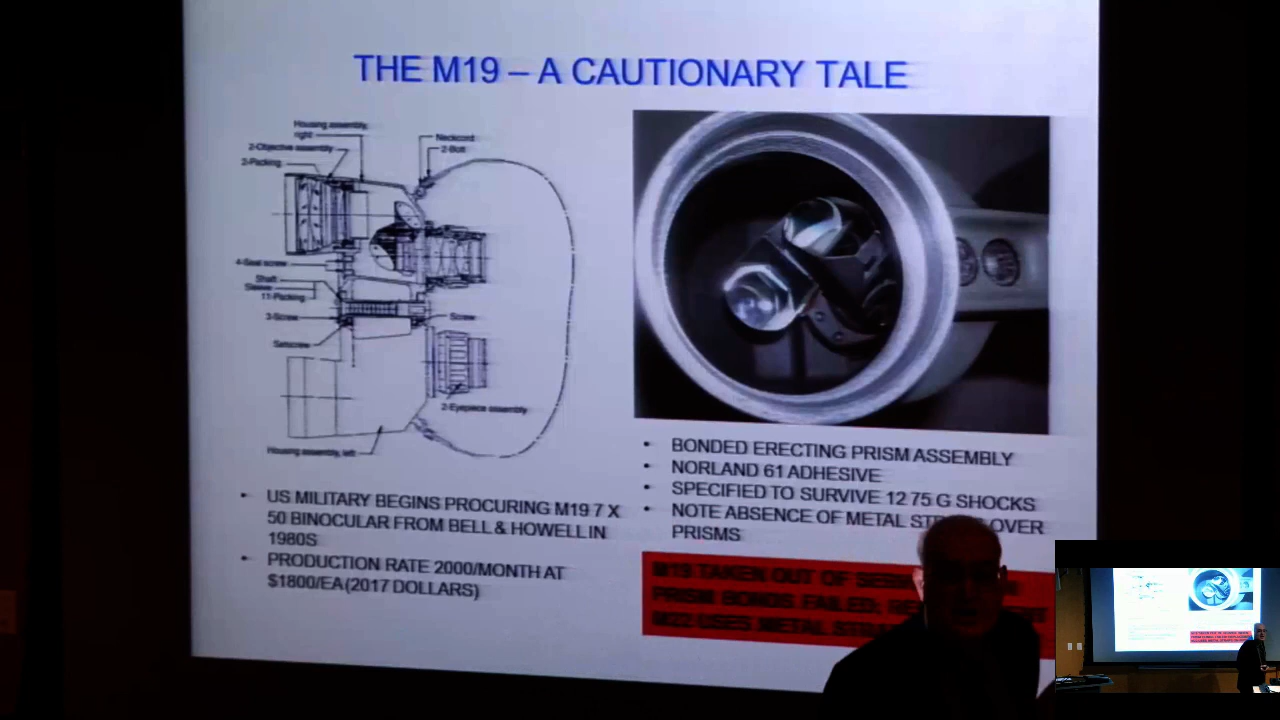 THE M19 – A CAUTIONARY TALE
Housing assembly,
right
2-Objective assembly
2-Packing
Neckcord
2-Bolt
4-Seal screw
Shaft
Sleeve
11-Packing
3-Screw
Setscrew
Screw
2-Eyepiece assembly
Housing assembly, left
• US MILITARY BEGINS PROCURING M19 7 X
50 BINOCULAR FROM BELL & HOWELL IN
1980S
• PRODUCTION RATE 2000/MONTH AT
$1800/EA (2017 DOLLARS)
• BONDED ERECTING PRISM ASSEMBLY
• NORLAND 61 ADHESIVE
• SPECIFIED TO SURVIVE 12 75 G SHOCKS
• NOTE ABSENCE OF METAL OVER
PRISMS
M19 TAKEN OUT OF
PRISM BONDS FAILED;
M22 USES METAL